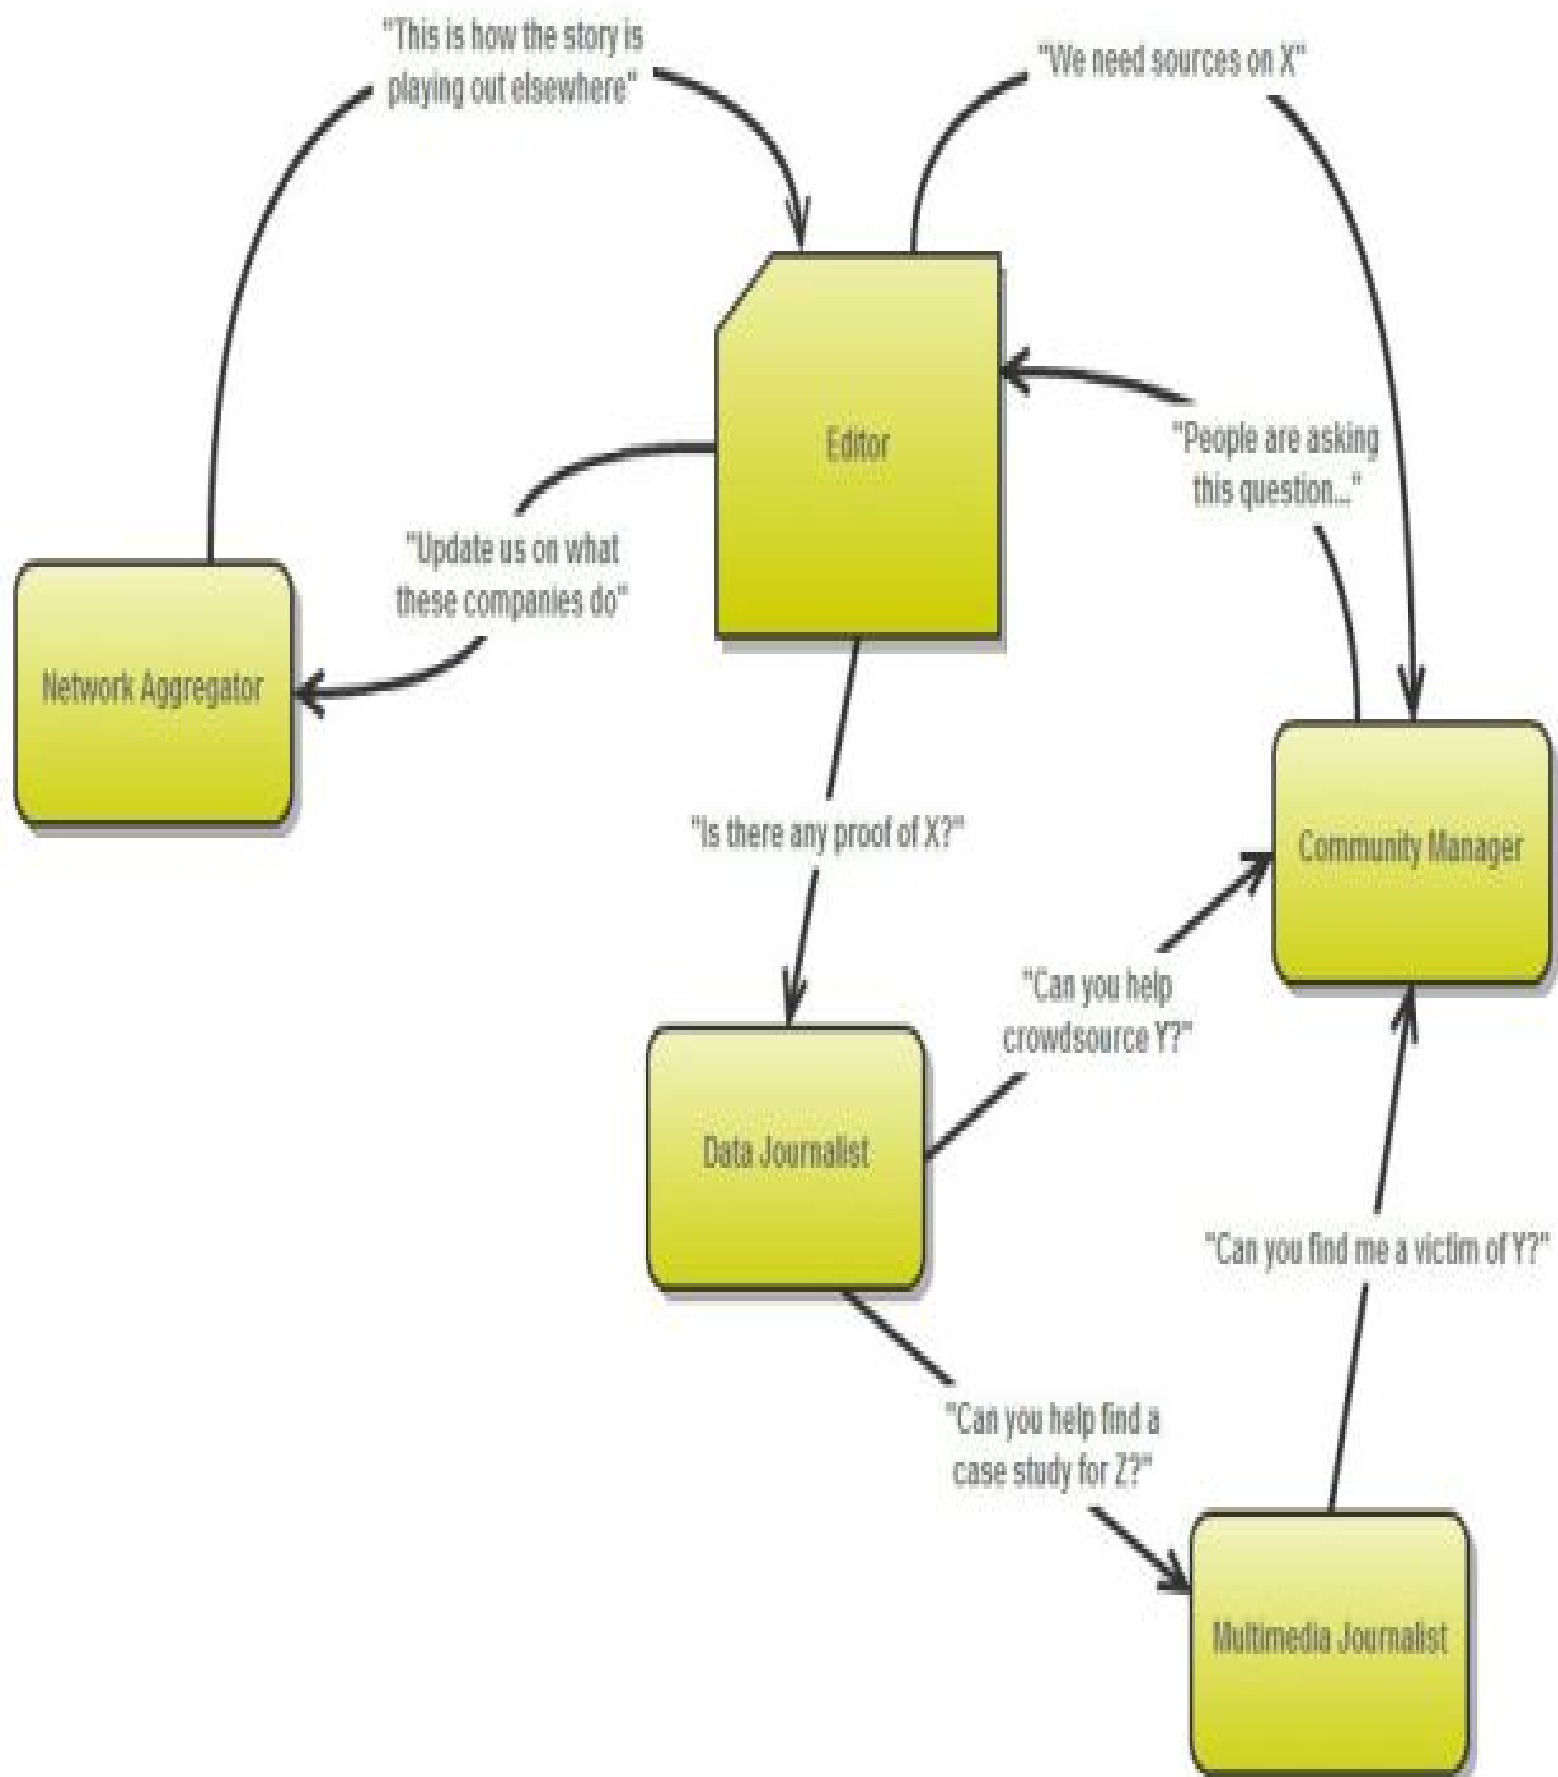 "This is how the story is
playing out elsewhere"
"We need sources on X"
Editor
"People are asking
this question..."
"Update us on what
these companies do"
Network Aggregator
"Is there any proof of X?"
Community Manager
"Can you help
crowdsource Y?"
Data Journalist
"Can you find me a victim of Y?"
"Can you help find a
case study for Z?"
Multimedia Journalist